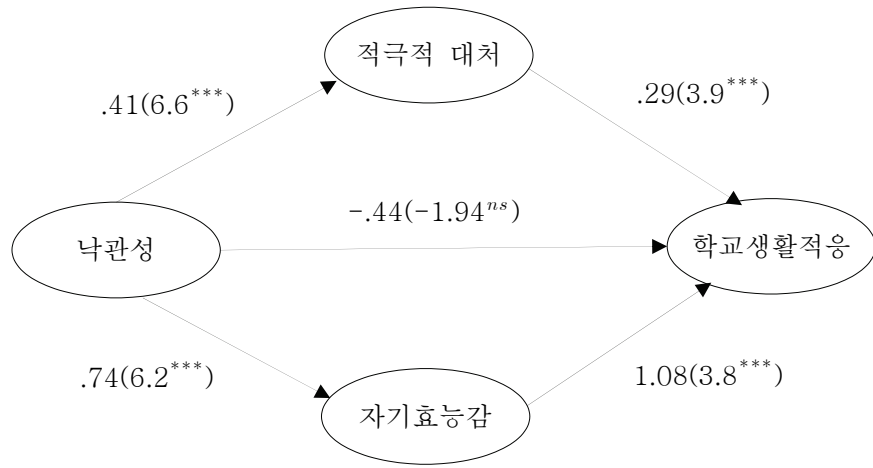 적극적 대처
.41(6.6***)
.29(3.9***)
-.44(-1.94ns)
낙관성
학교생활적응
.74(6.2***)
1.08(3.8***)
자기효능감